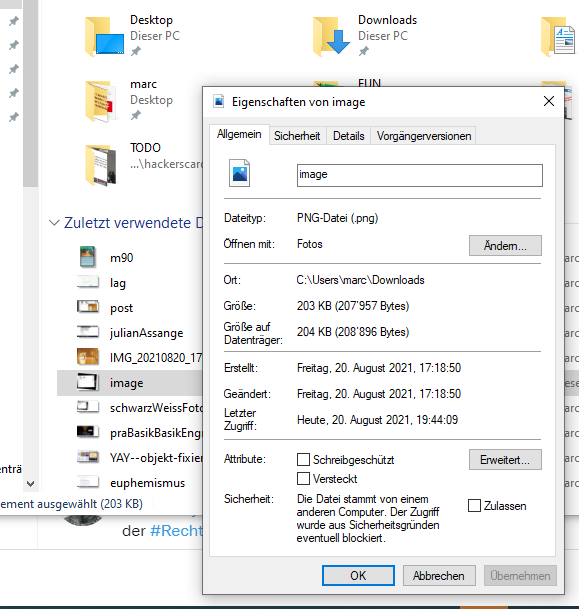 Desktop
Dieser PC
Downloads
Dieser PC
marc
Desktop
FUN
TODO
...\hackerscard
Zuletzt verwendete D
m90
lag
post
julianAssange
IMG_20210820_17
image
schwarzWeissFoto
praBasikBasikEng
YAY--objekt-fixier
euphemismus
enträ
ement ausgewählt (203 KB)
der #Recht
Eigenschaften von image
Allgemein
Sicherheit
Details
Vorgängerversionen
image
Dateityp: PNG-Datei (.png)
Öffnen mit: Fotos
Ändern...
Ort: C:\Users\marc\Downloads
Größe: 203 KB (207'957 Bytes)
Größe auf
Datenträger: 204 KB (208'896 Bytes)
Erstellt: Freitag, 20. August 2021, 17:18:50
Geändert: Freitag, 20. August 2021, 17:18:50
Letzter
Zugriff: Heute, 20. August 2021, 19:44:09
Attribute: Schreibgeschützt
Erweitert...
Versteckt
Sicherheit: Die Datei stammt von einem
anderen Computer. Der Zugriff
wurde aus Sicherheitsgründen
eventuell blockiert.
Zulassen
OK
Abbrechen
Übernehmen